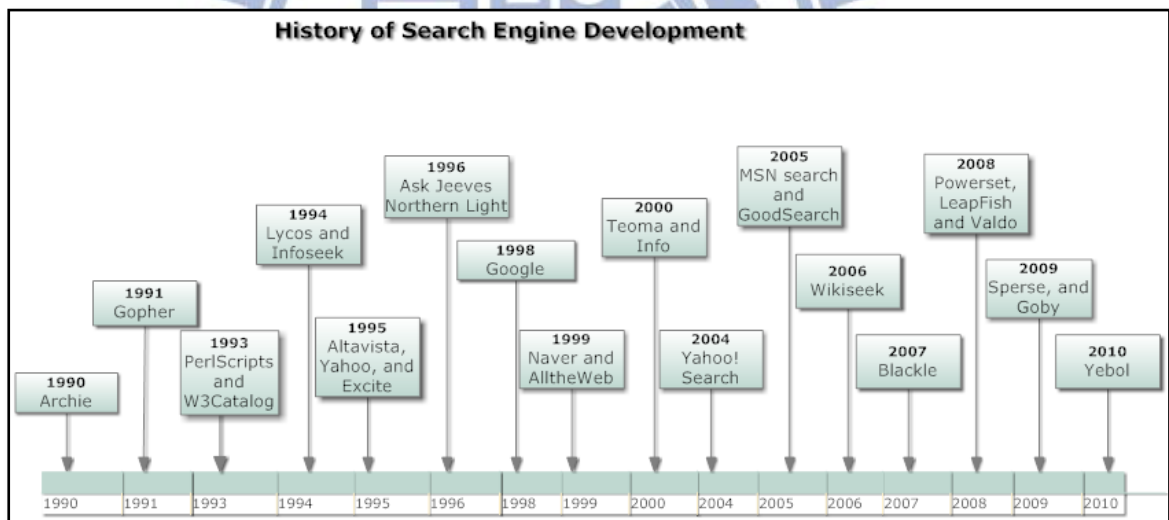 History of Search Engine Development
1990
Archie
1991
Gopher
1993
PerlScripts
and
W3Catalog
1994
Lycos and
Infoseek
1995
Altavista,
Yahoo, and
Excite
1996
Ask Jeeves
Northern Light
1998
Google
1999
Naver and
AlltheWeb
2000
Teoma and
Info
2004
Yahoo!
Search
2005
MSN search
and
GoodSearch
2006
Wikiseek
2007
Blackle
2008
Powerset,
LeapFish
and Valdo
2009
Sperse, and
Goby
2010
Yebol
1990 1991 1993 1994 1995 1996 1998 1999 2000 2004 2005 2006 2007 2008 2009 2010